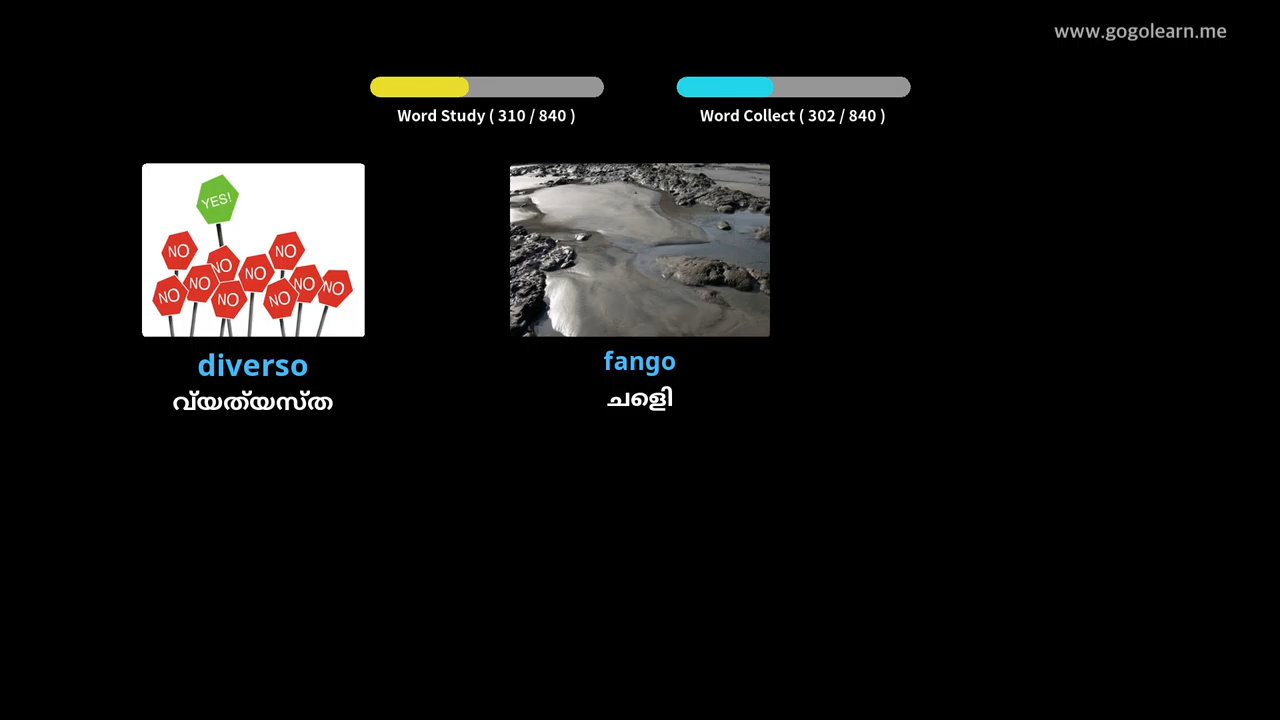 www.gogolearn.me
Word Study ( 310 / 840 )
Word Collect ( 302 / 840 )
YES!
NO
NO
NO
NO
NO
NO
NO
NO
NO
NO
diverso
വ്യത്യസ്ത
fango
ചളി